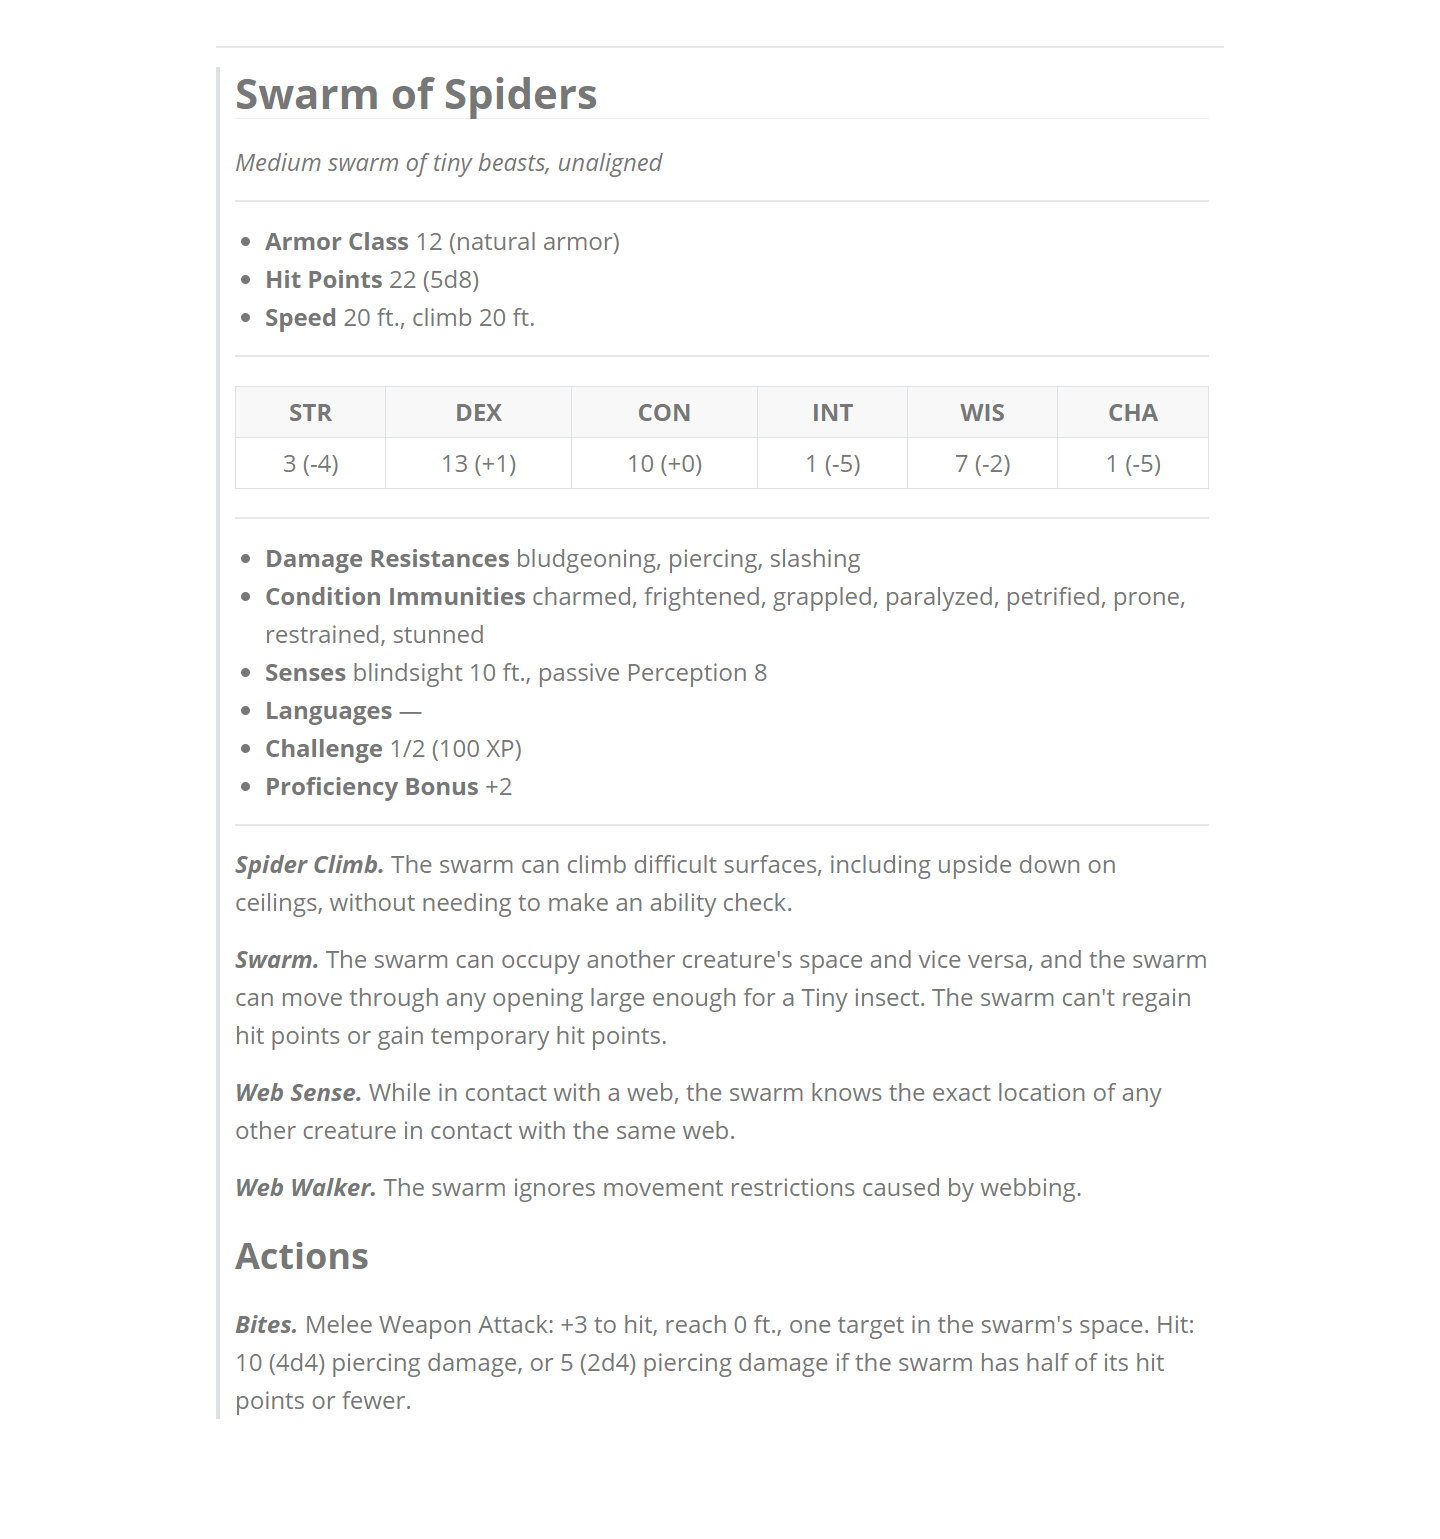 Swarm of Spiders
Medium swarm of tiny beasts, unaligned
• Armor Class 12 (natural armor)
• Hit Points 22 (5d8)
• Speed 20 ft., climb 20 ft.
STR DEX CON INT WIS CHA
3 (-4) 13 (+1) 10 (+0) 1 (-5) 7 (-2) 1 (-5)
• Damage Resistances bludgeoning, piercing, slashing
• Condition Immunities charmed, frightened, grappled, paralyzed, petrified, prone,
restrained, stunned
• Senses blindsight 10 ft., passive Perception 8
• Languages —
• Challenge 1/2 (100 XP)
• Proficiency Bonus +2
Spider Climb. The swarm can climb difficult surfaces, including upside down on
ceilings, without needing to make an ability check.
Swarm. The swarm can occupy another creature's space and vice versa, and the swarm
can move through any opening large enough for a Tiny insect. The swarm can't regain
hit points or gain temporary hit points.
Web Sense. While in contact with a web, the swarm knows the exact location of any
other creature in contact with the same web.
Web Walker. The swarm ignores movement restrictions caused by webbing.
Actions
Bites. Melee Weapon Attack: +3 to hit, reach 0 ft., one target in the swarm's space. Hit:
10 (4d4) piercing damage, or 5 (2d4) piercing damage if the swarm has half of its hit
points or fewer.